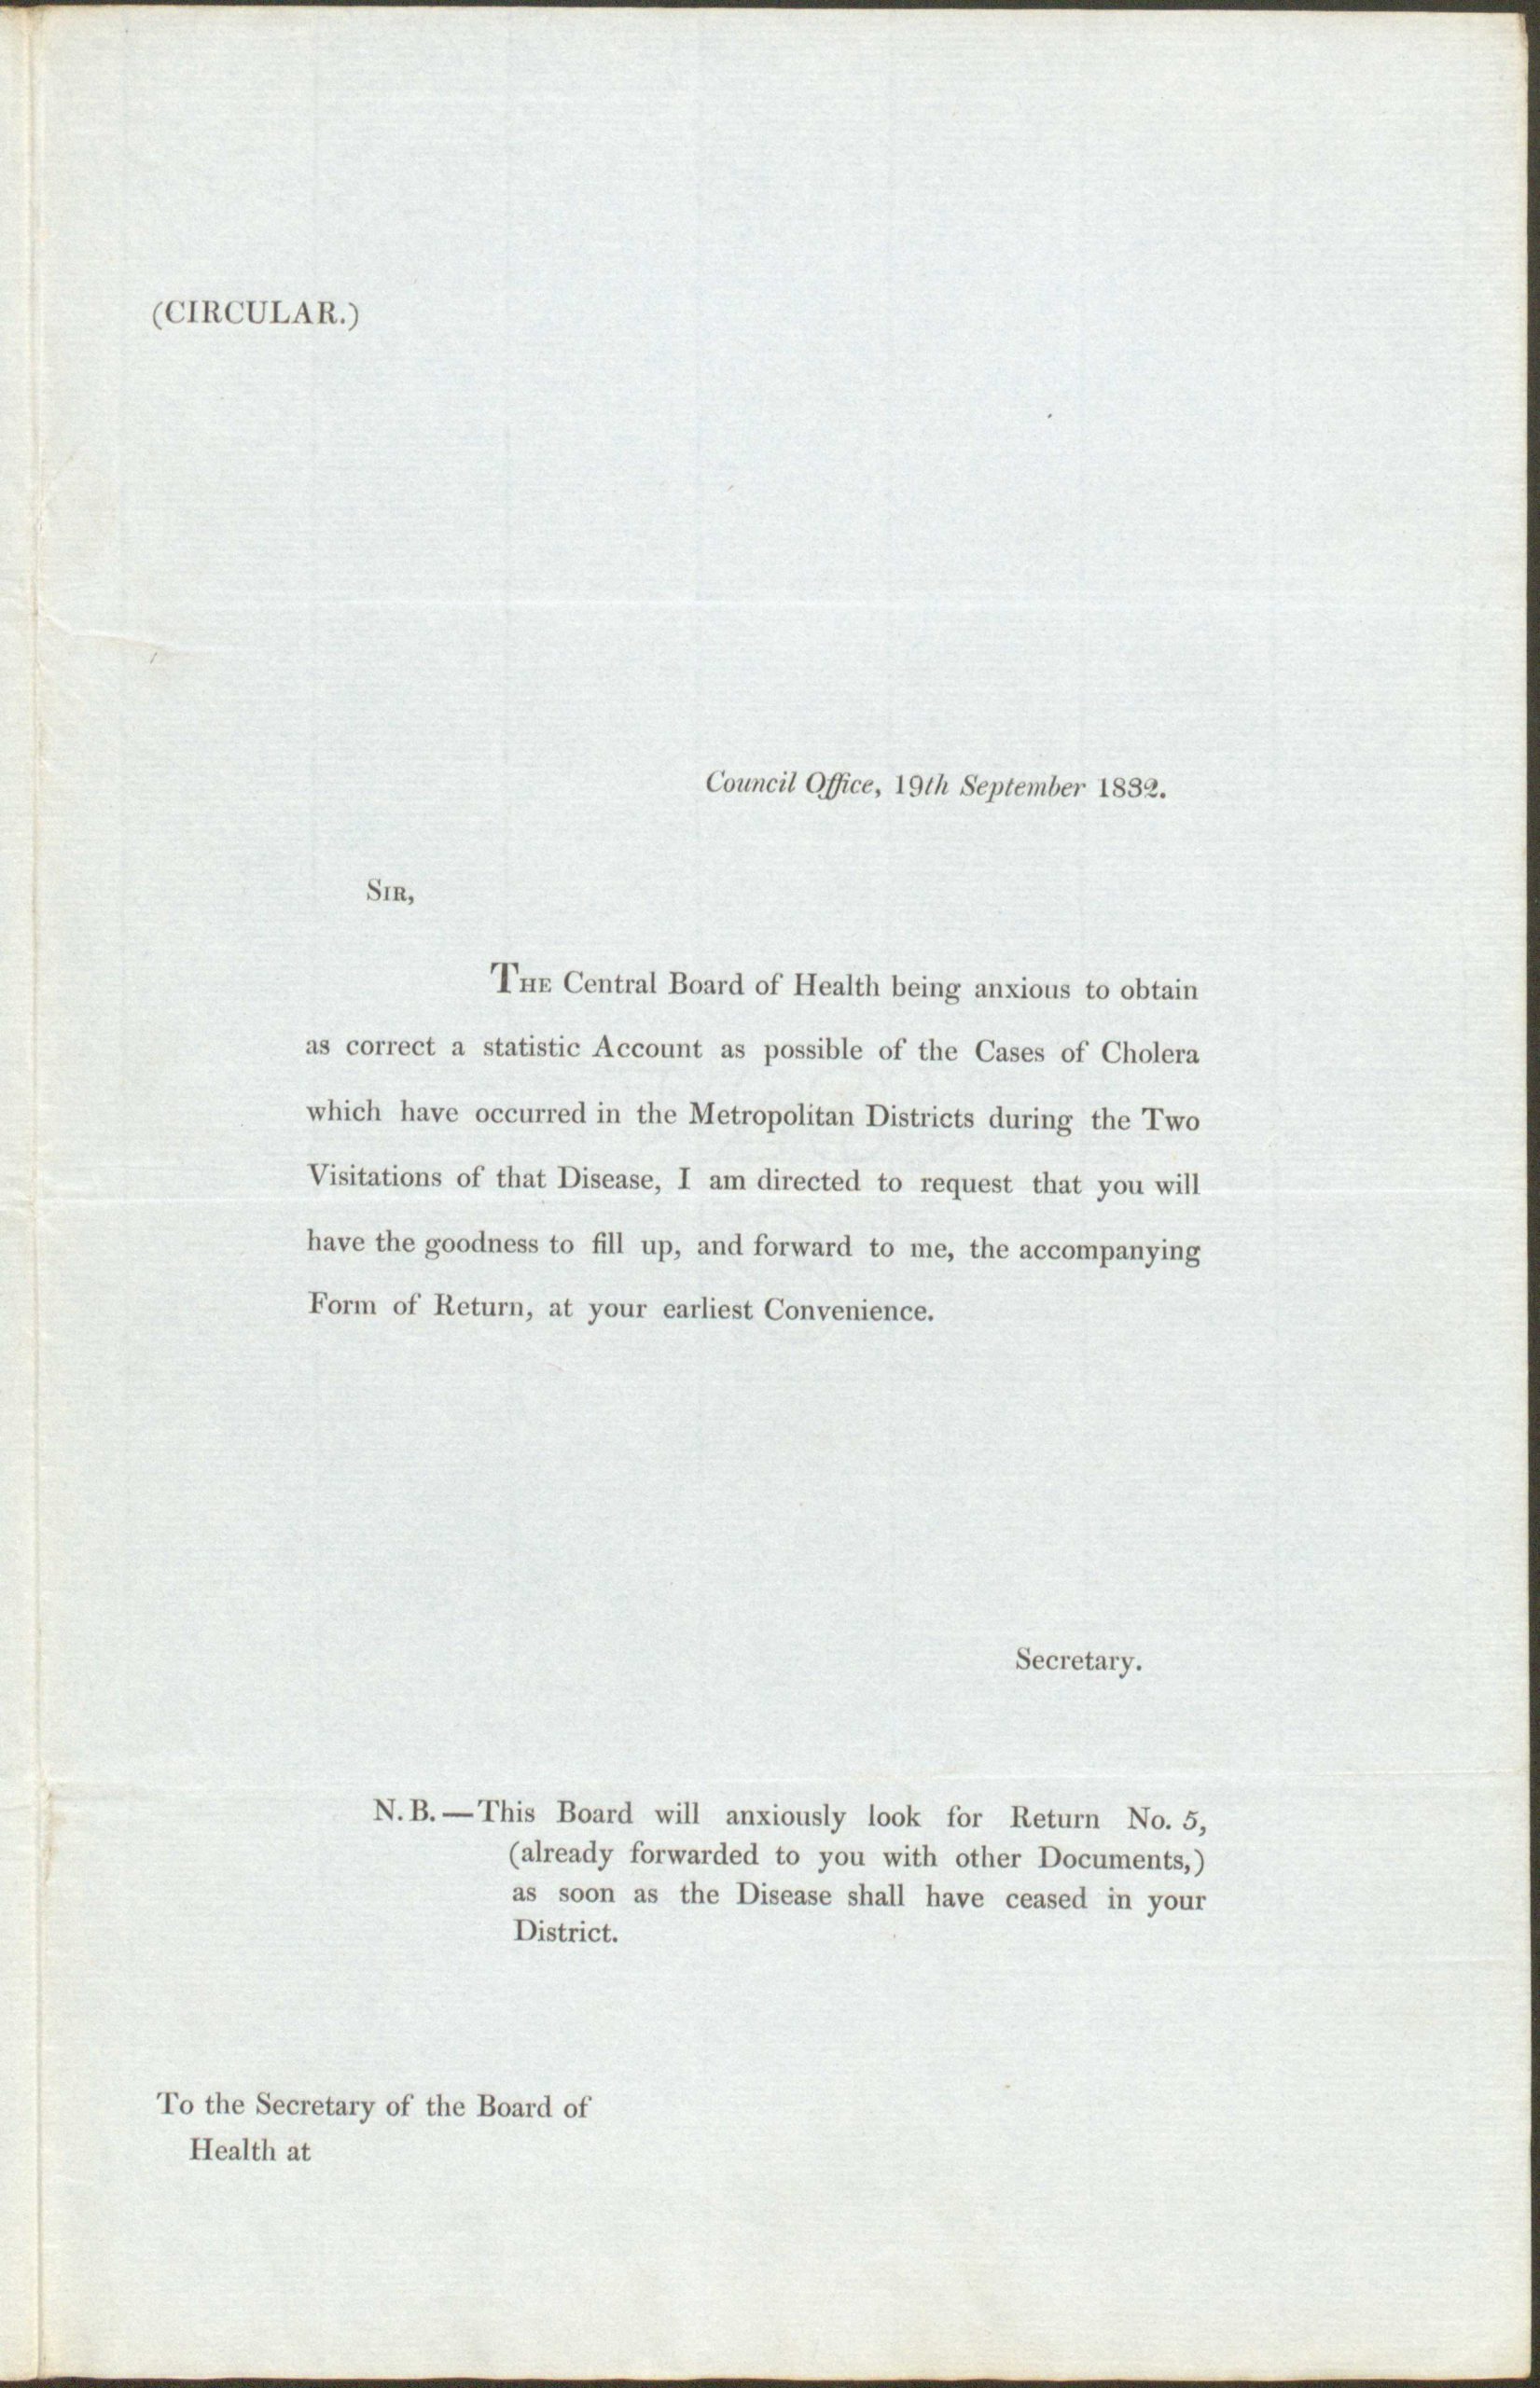 (CIRCULAR.)
Council Office, 19th September 1832.
SIR,
THE Central Board of Health being anxious to obtain
as correct a statistic Account as possible of the Cases of Cholera
which have occurred in the Metropolitan Districts during the Two
Visitations of that Disease, I am directed to request that you will
have the goodness to fill up, and forward to me, the accompanying
Form of Return, at your earliest Convenience.
Secretary.
N.B.—This Board will anxiously look for Return No. 5,
(already forwarded to you with other Documents,)
as soon as the Disease shall have ceased in your
District.
To the Secretary of the Board of
Health at